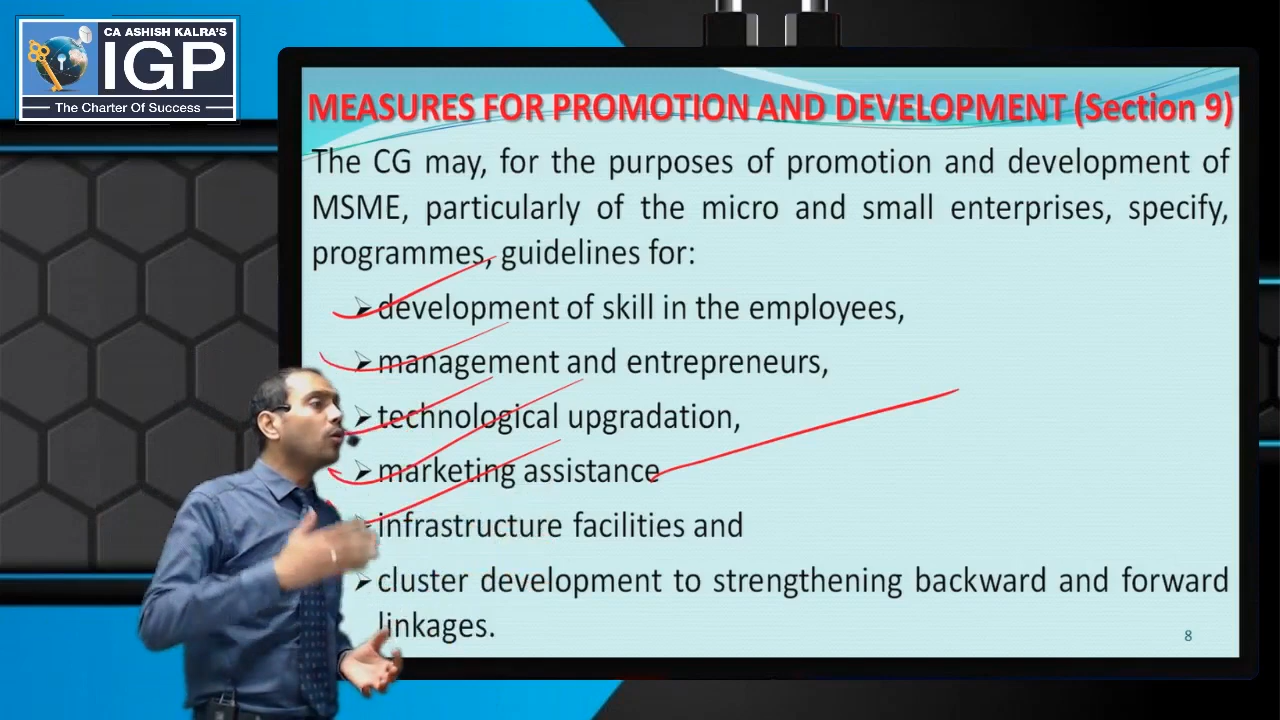 CA ASHISH KALRA'S
IGP
The Charter Of Success
MEASURES FOR PROMOTION AND DEVELOPMENT (Section 9)
The CG may, for the purposes of promotion and development of
MSME, particularly of the micro and small enterprises, specify,
programmes, guidelines for:
development of skill in the employees,
management and entrepreneurs,
technological upgradation,
marketing assistance
infrastructure facilities and
cluster development to strengthening backward and forward
linkages.
8